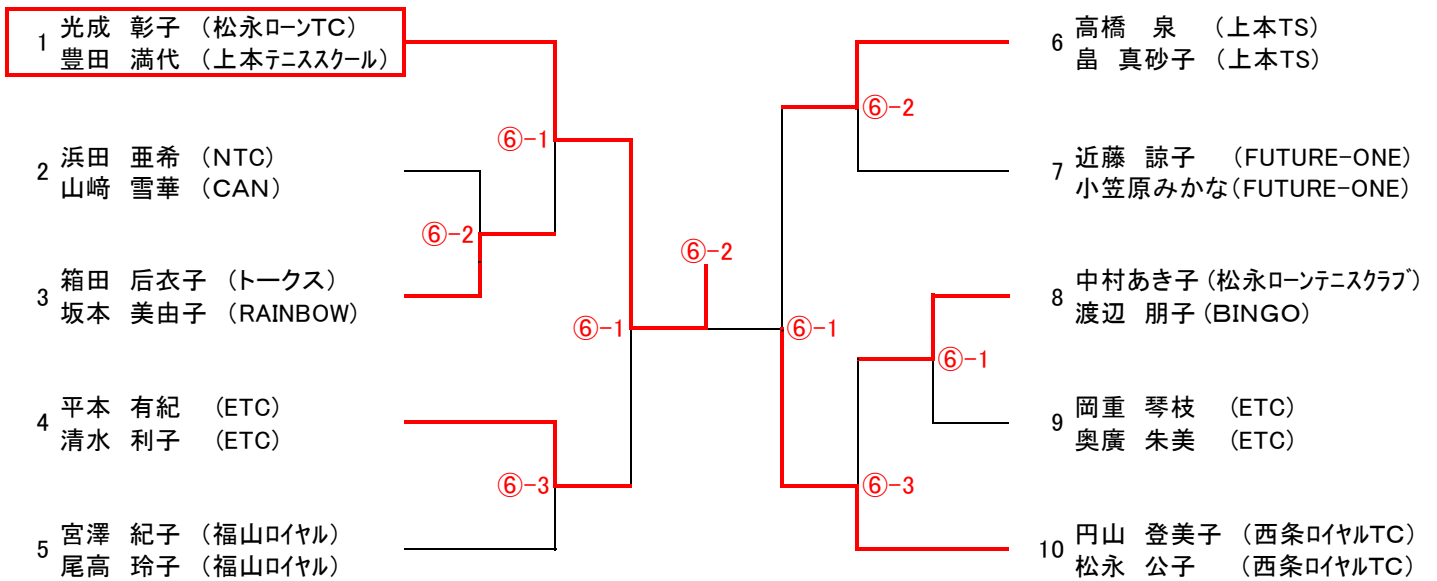 1 光成　彰子　（松永ローンTC）
豊田　満代　（上本テニススクール）
⑥-1
2 浜田　亜希　（NTC）
山﨑　雪華　（CAN）
⑥-2
3 箱田　后衣子　（トークス）
坂本　美由子　（RAINBOW）
⑥-1
4 平本　有紀　（ETC）
清水　利子　（ETC）
⑥-3
5 宮澤　紀子　（福山ロイヤル）
尾高　玲子　（福山ロイヤル）
⑥-2
6 高橋　泉　（上本TS）
畠　真砂子　（上本TS）
⑥-2
7 近藤　諒子　（FUTURE-ONE）
小笠原みかな（FUTURE-ONE）
⑥-1
8 中村あき子（松永ローンテニスクラブ）
渡辺　朋子（BINGO）
⑥-1
9 岡重　琴枝　（ETC）
奥廣　朱美　（ETC）
⑥-3
10 円山　登美子　（西条ロイヤルTC）
松永　公子　（西条ロイヤルTC）